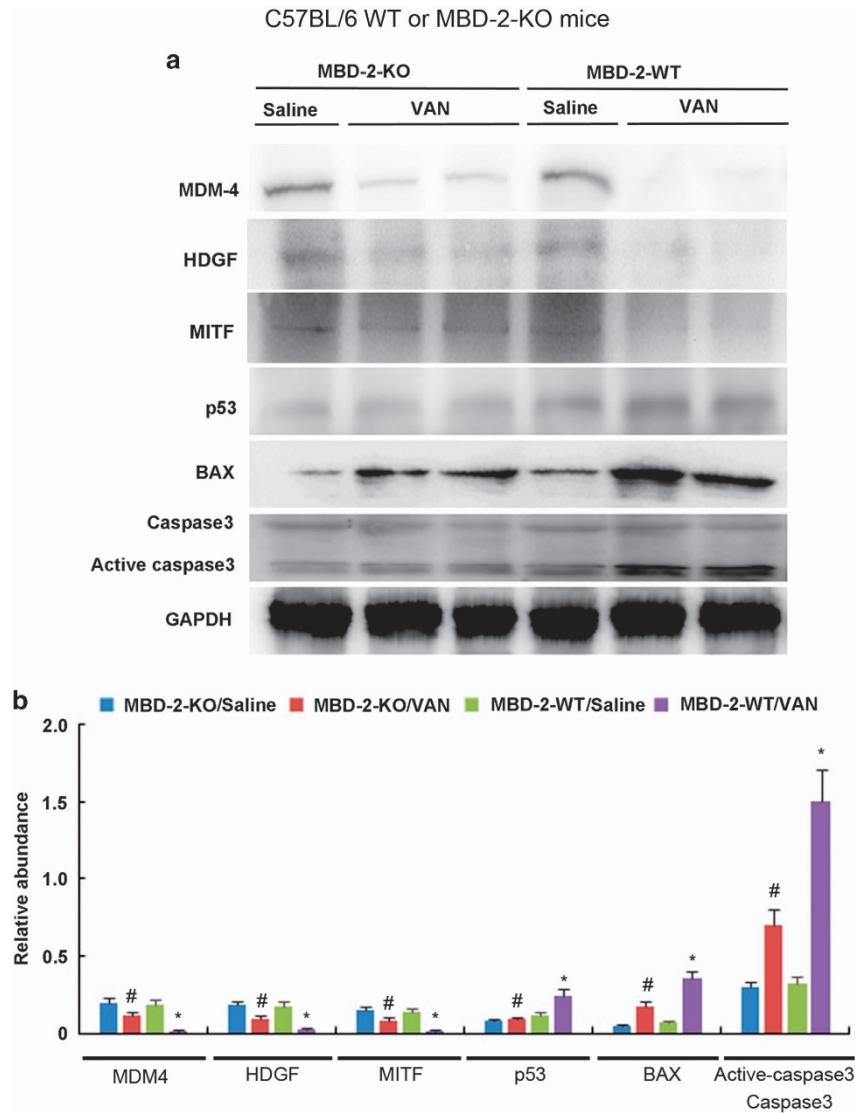 C57BL/6 WT or MBD-2-KO mice
a
MBD-2-KO MBD-2-WT
Saline VAN Saline VAN
MDM-4
HDGF
MITF
p53
BAX
Caspase3
Active caspase3
GAPDH
b
MBD-2-KO/Saline MBD-2-KO/VAN MBD-2-WT/Saline MBD-2-WT/VAN
Relative abundance
2.0
1.5
1.0
0.5
0
# * # * # * # * # * # *
MDM4 HDGF MITF p53 BAX Active-caspase3
Caspase3